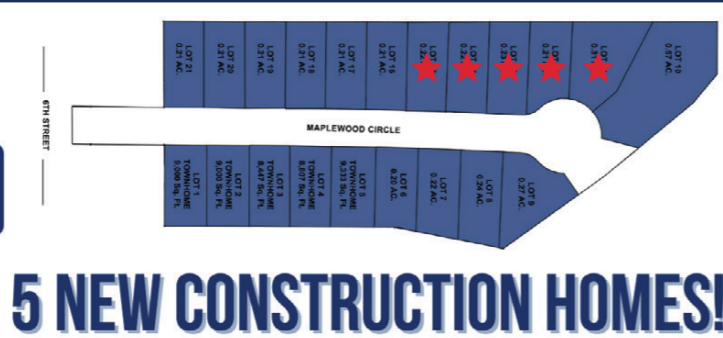 LOT 21
0.21 AC.
LOT 20
0.21 AC.
LOT 19
0.21 AC.
LOT 18
0.21 AC.
LOT 17
0.21 AC.
LOT 16
0.21 AC.
LOT 10
0.57 AC.
6TH STREET
MAPLEWOOD CIRCLE
LOT 1
TOWNHOME
9,000 Sq. Ft.
LOT 2
TOWNHOME
9,000 Sq. Ft.
LOT 3
TOWNHOME
8,447 Sq. Ft.
LOT 4
TOWNHOME
8,807 Sq. Ft.
LOT 5
TOWNHOME
9,333 Sq. Ft.
LOT 6
0.20 AC.
LOT 7
0.22 AC.
LOT 8
0.24 AC.
LOT 9
0.27 AC.
5 NEW CONSTRUCTION HOMES!